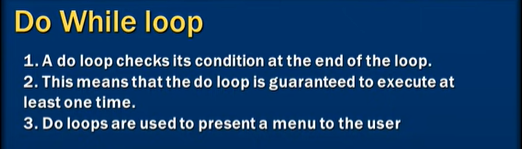 Do While loop
1. A do loop checks its condition at the end of the loop.
2. This means that the do loop is guaranteed to execute at
least one time.
3. Do loops are used to present a menu to the user